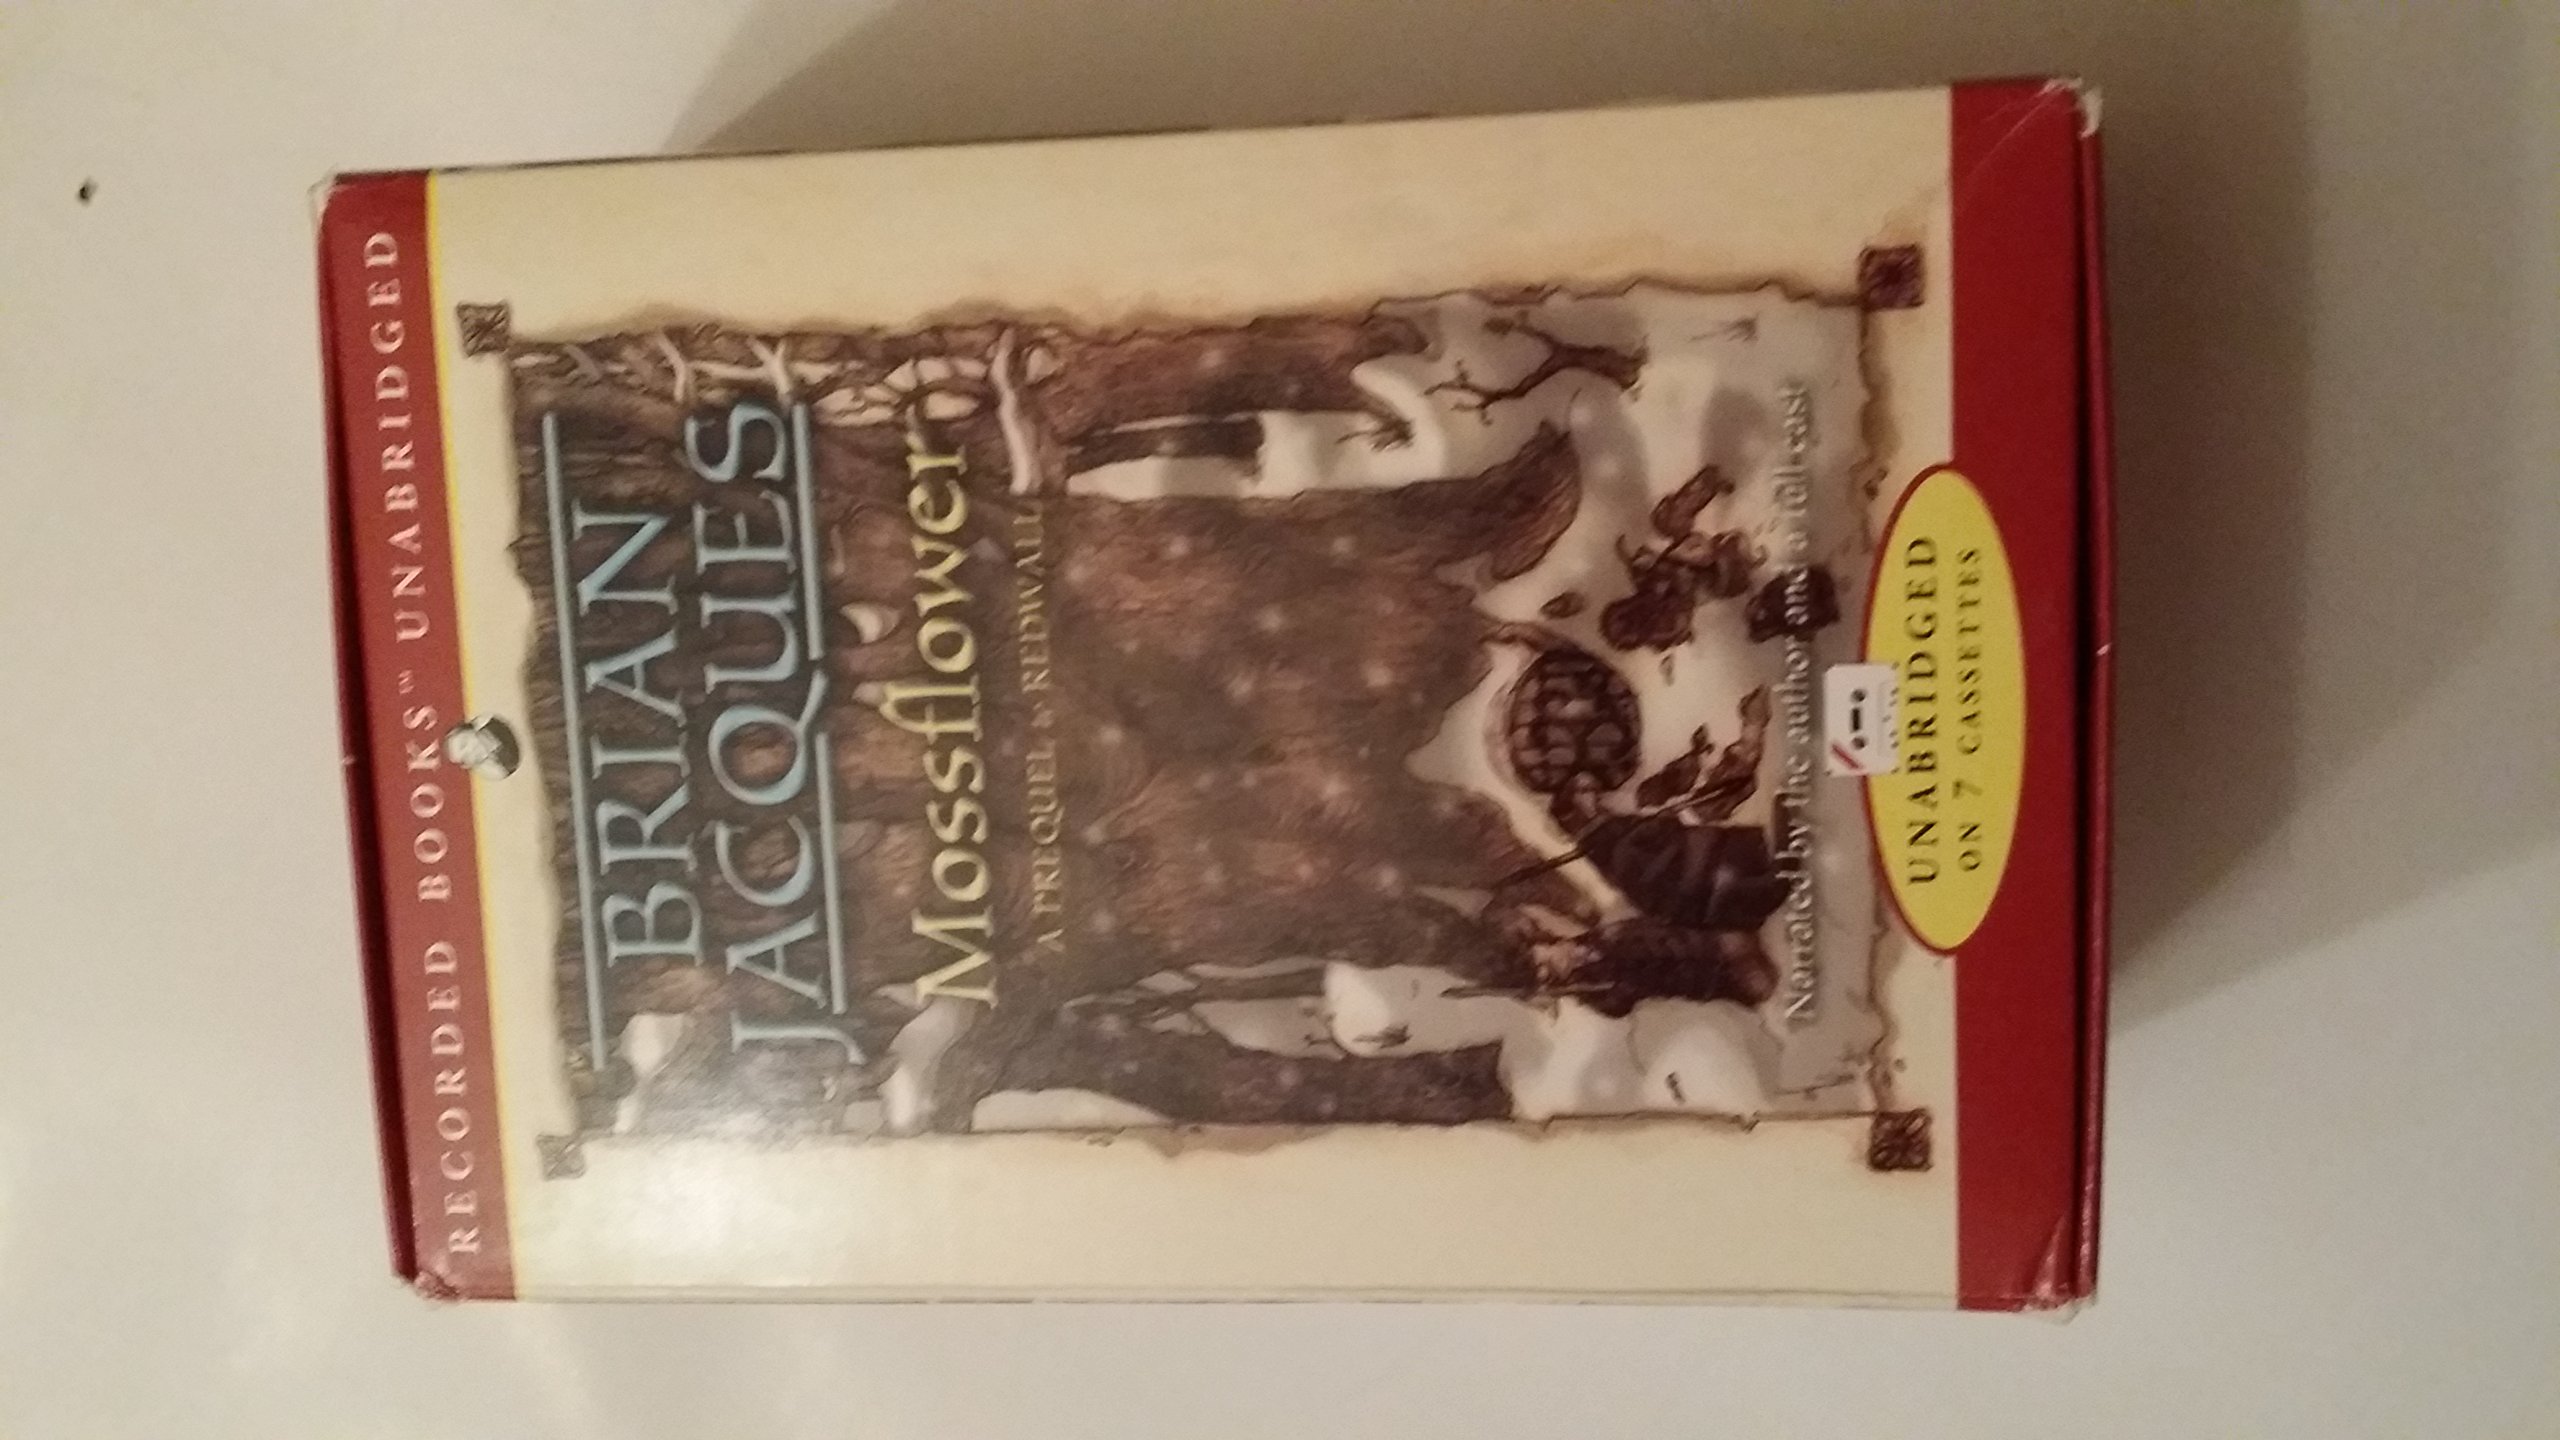 RECORDED BOOKS™ UNABRIDGED
BRIAN
JACQUES
Mossflower
A PREQUEL to REDWALL
Narrated by the author and a full cast
UNABRIDGED
ON 7 CASSETTES